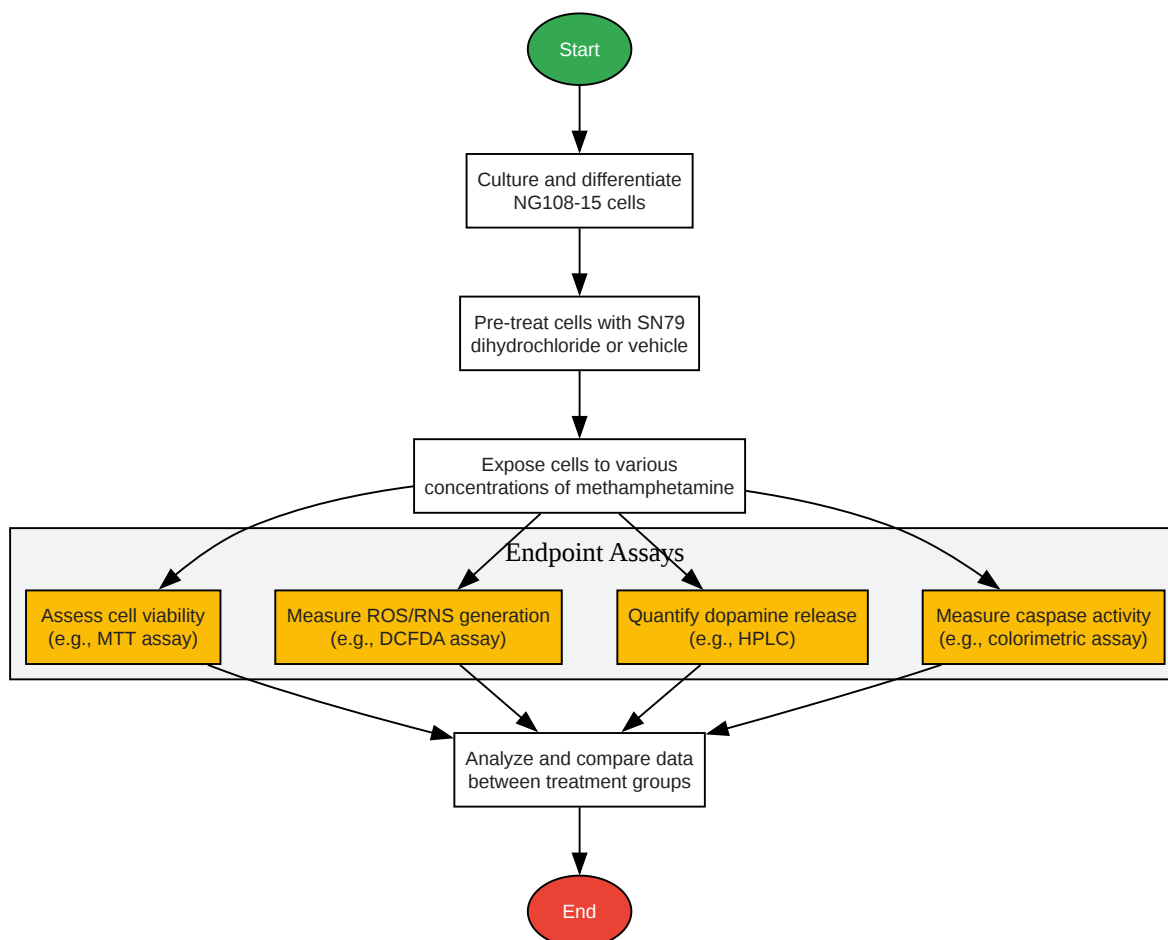 Start
Culture and differentiate
NG108-15 cells
Pre-treat cells with SN79
dihydrochloride or vehicle
Expose cells to various
concentrations of methamphetamine
Endpoint Assays
Assess cell viability
(e.g., MTT assay)
Measure ROS/RNS generation
(e.g., DCFDA assay)
Quantify dopamine release
(e.g., HPLC)
Measure caspase activity
(e.g., colorimetric assay)
Analyze and compare data
between treatment groups
End